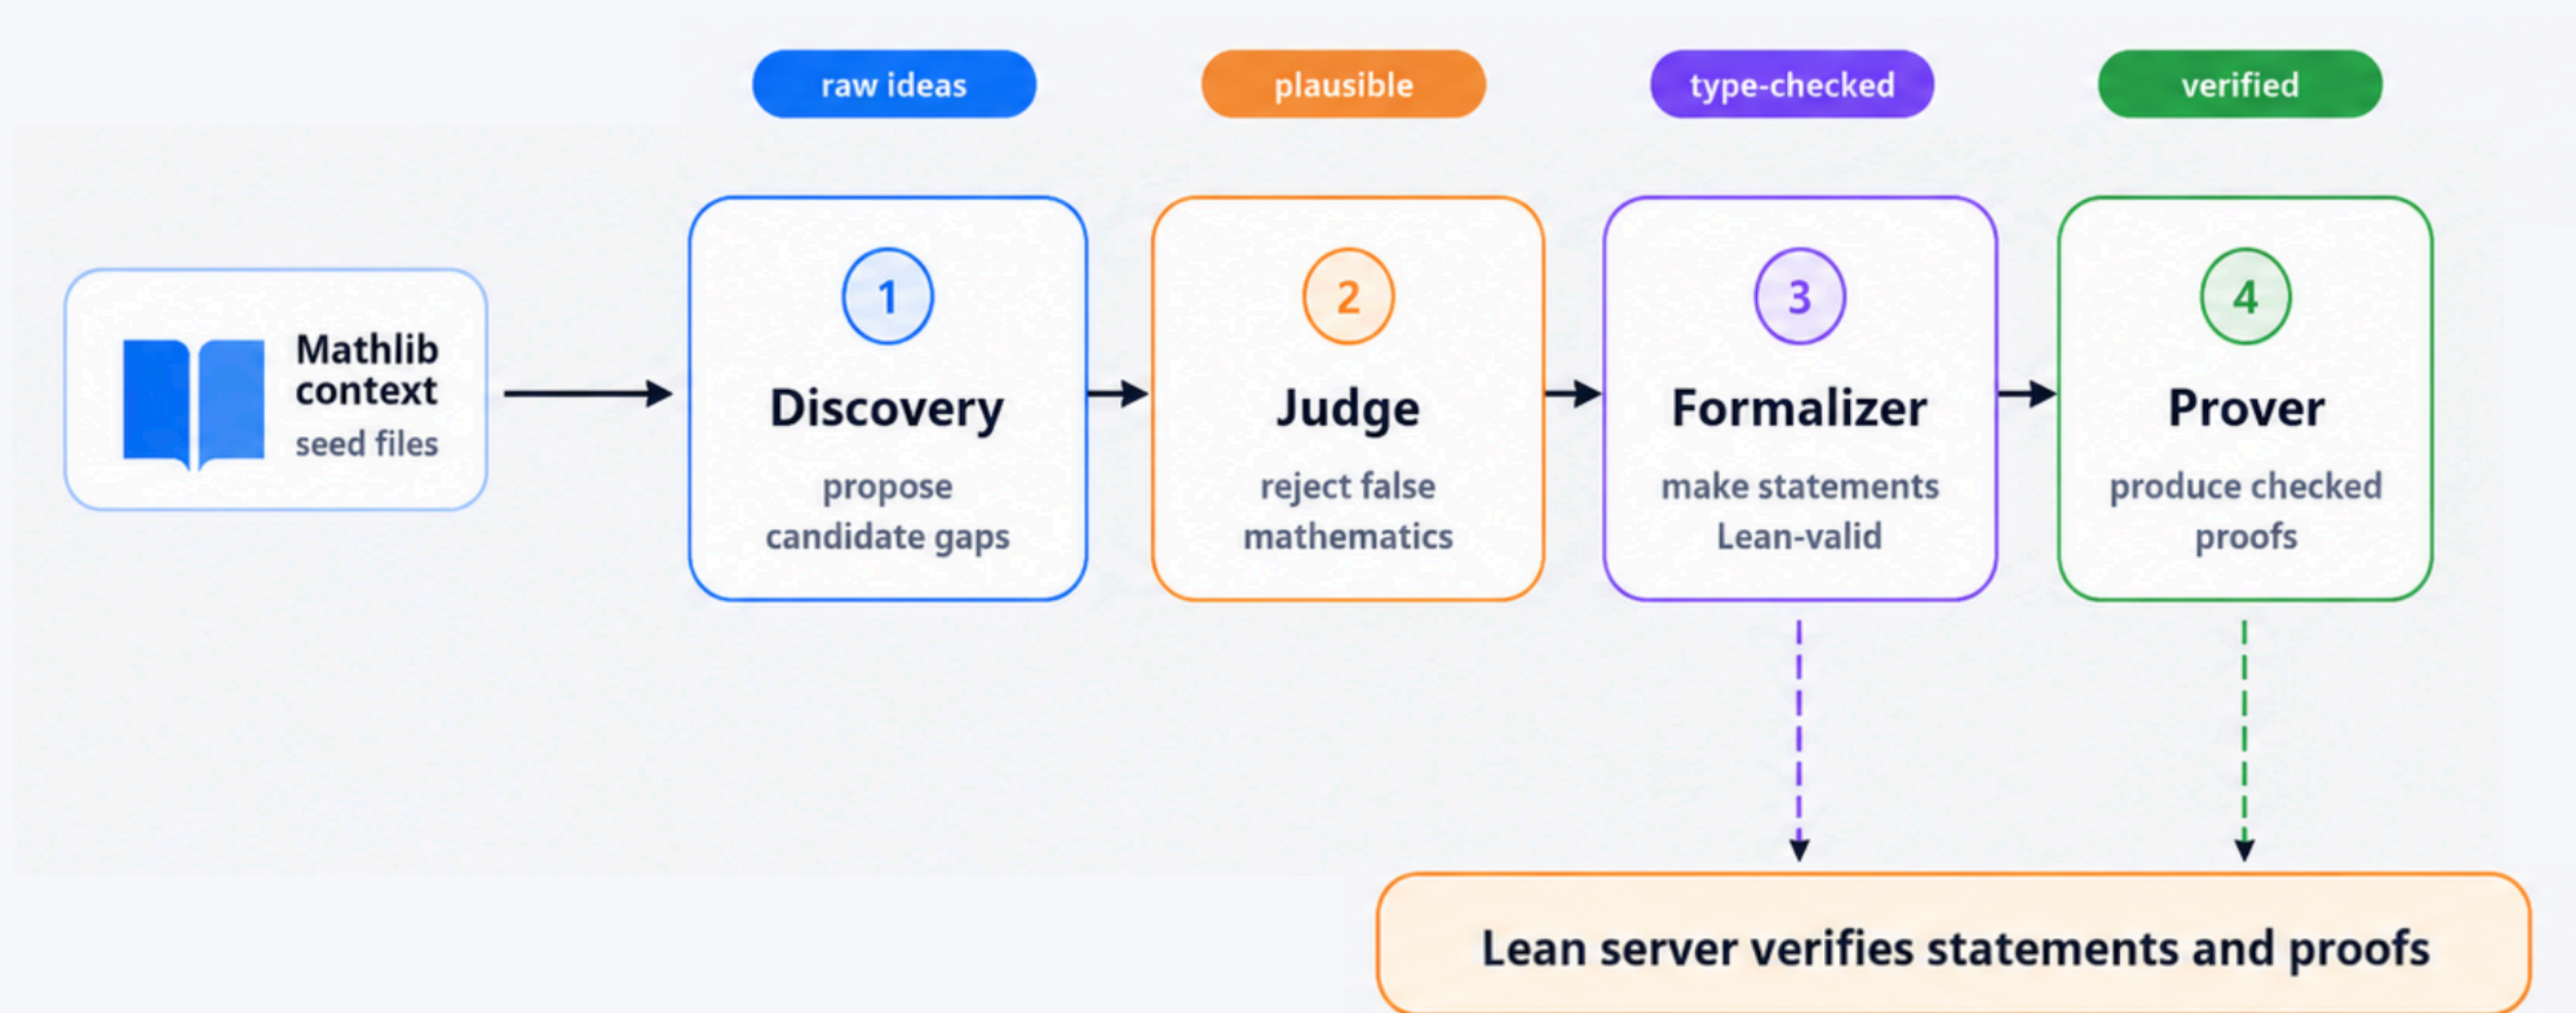 raw ideas
plausible
type-checked
verified
Mathlib
context
seed files
1
Discovery
propose
candidate gaps
2
Judge
reject false
mathematics
3
Formalizer
make statements
Lean-valid
4
Prover
produce checked
proofs
Lean server verifies statements and proofs